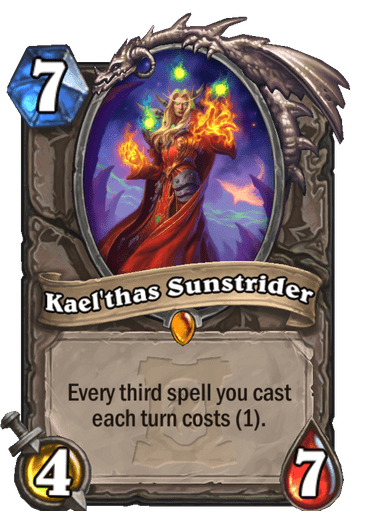 7
Kael'thas Sunstrider
Every third spell you cast
each turn costs (1).
4
7